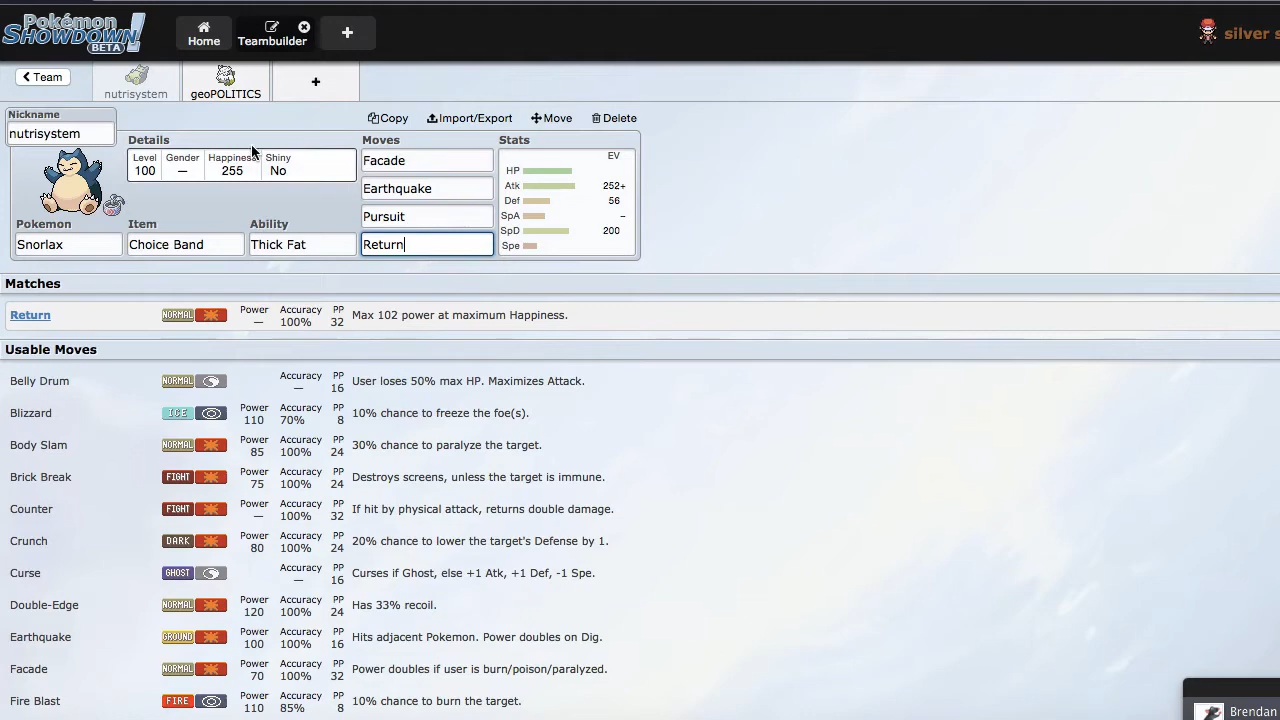 Pokémon
SHOWDOWN!
BETA
Home
Teambuilder
+
silver s
< Team
nutrisystem
geoPOLITICS
+
Nickname
nutrisystem
Copy Import/Export Move Delete
Details Moves Stats
Level Gender Happiness Shiny
100 — 255 No
Pokemon Item Ability
Snorlax Choice Band Thick Fat
Facade
Earthquake
Pursuit
Return
EV
HP
Atk 252+
Def 56
SpA –
SpD 200
Spe
Matches
Return NORMAL Power — Accuracy 100% PP 32 Max 102 power at maximum Happiness.
Usable Moves
Belly Drum NORMAL Accuracy — PP 16 User loses 50% max HP. Maximizes Attack.
Blizzard ICE Power 110 Accuracy 70% PP 8 10% chance to freeze the foe(s).
Body Slam NORMAL Power 85 Accuracy 100% PP 24 30% chance to paralyze the target.
Brick Break FIGHT Power 75 Accuracy 100% PP 24 Destroys screens, unless the target is immune.
Counter FIGHT Power — Accuracy 100% PP 32 If hit by physical attack, returns double damage.
Crunch DARK Power 80 Accuracy 100% PP 24 20% chance to lower the target's Defense by 1.
Curse GHOST Accuracy — PP 16 Curses if Ghost, else +1 Atk, +1 Def, -1 Spe.
Double-Edge NORMAL Power 120 Accuracy 100% PP 24 Has 33% recoil.
Earthquake GROUND Power 100 Accuracy 100% PP 16 Hits adjacent Pokemon. Power doubles on Dig.
Facade NORMAL Power 70 Accuracy 100% PP 32 Power doubles if user is burn/poison/paralyzed.
Fire Blast FIRE Power 110 Accuracy 85% PP 8 10% chance to burn the target.
Brendan